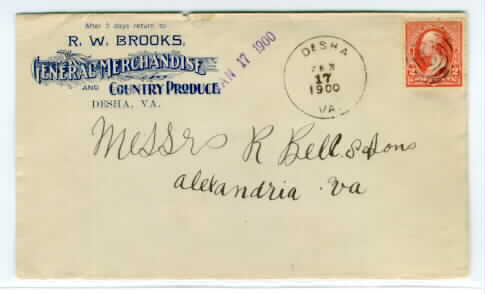 After 5 days return to
R. W. BROOKS,
GENERAL MERCHANDISE
AND COUNTRY PRODUCE
DESHA, VA.
AN 17 1900
DESHA
17
1900
VA.
Messrs R Bell & Sons
Alexandria Va